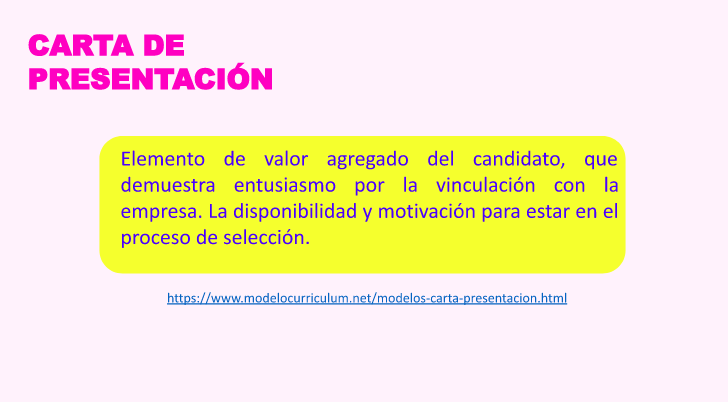 CARTA DE
PRESENTACIÓN
Elemento de valor agregado del candidato, que
demuestra entusiasmo por la vinculación con la
empresa. La disponibilidad y motivación para estar en el
proceso de selección.
https://www.modelocurriculum.net/modelos-carta-presentacion.html